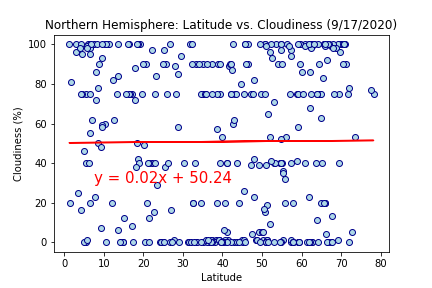 Northern Hemisphere: Latitude vs. Cloudiness (9/17/2020)
100
80
60
40
20
0
Cloudiness (%)
y = 0.02x + 50.24
0 10 20 30 40 50 60 70 80
Latitude